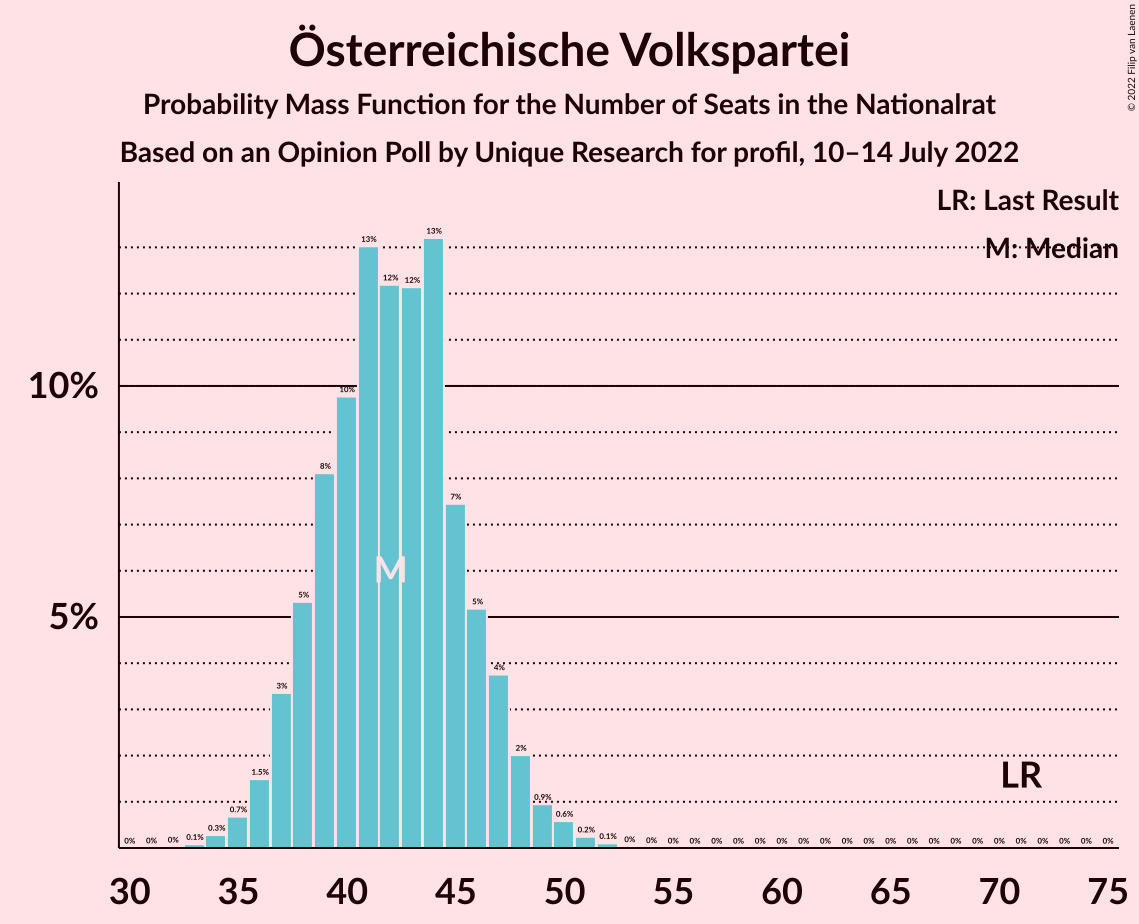 Österreichische Volkspartei
Probability Mass Function for the Number of Seats in the Nationalrat
Based on an Opinion Poll by Unique Research for profil, 10–14 July 2022
© 2022 Filip van Laenen
LR: Last Result
M: Median
10%
5%
0% 0% 0% 0.1% 0.3% 0.7% 1.5% 3% 5% 8% 10% 13% 12% 12% 13% 7% 5% 4% 2% 0.9% 0.6% 0.2% 0.1% 0% 0% 0% 0% 0% 0% 0% 0% 0% 0% 0% 0% 0% 0% 0% 0% 0% 0% 0% 0% 0% 0% 0%
M
LR
30 35 40 45 50 55 60 65 70 75